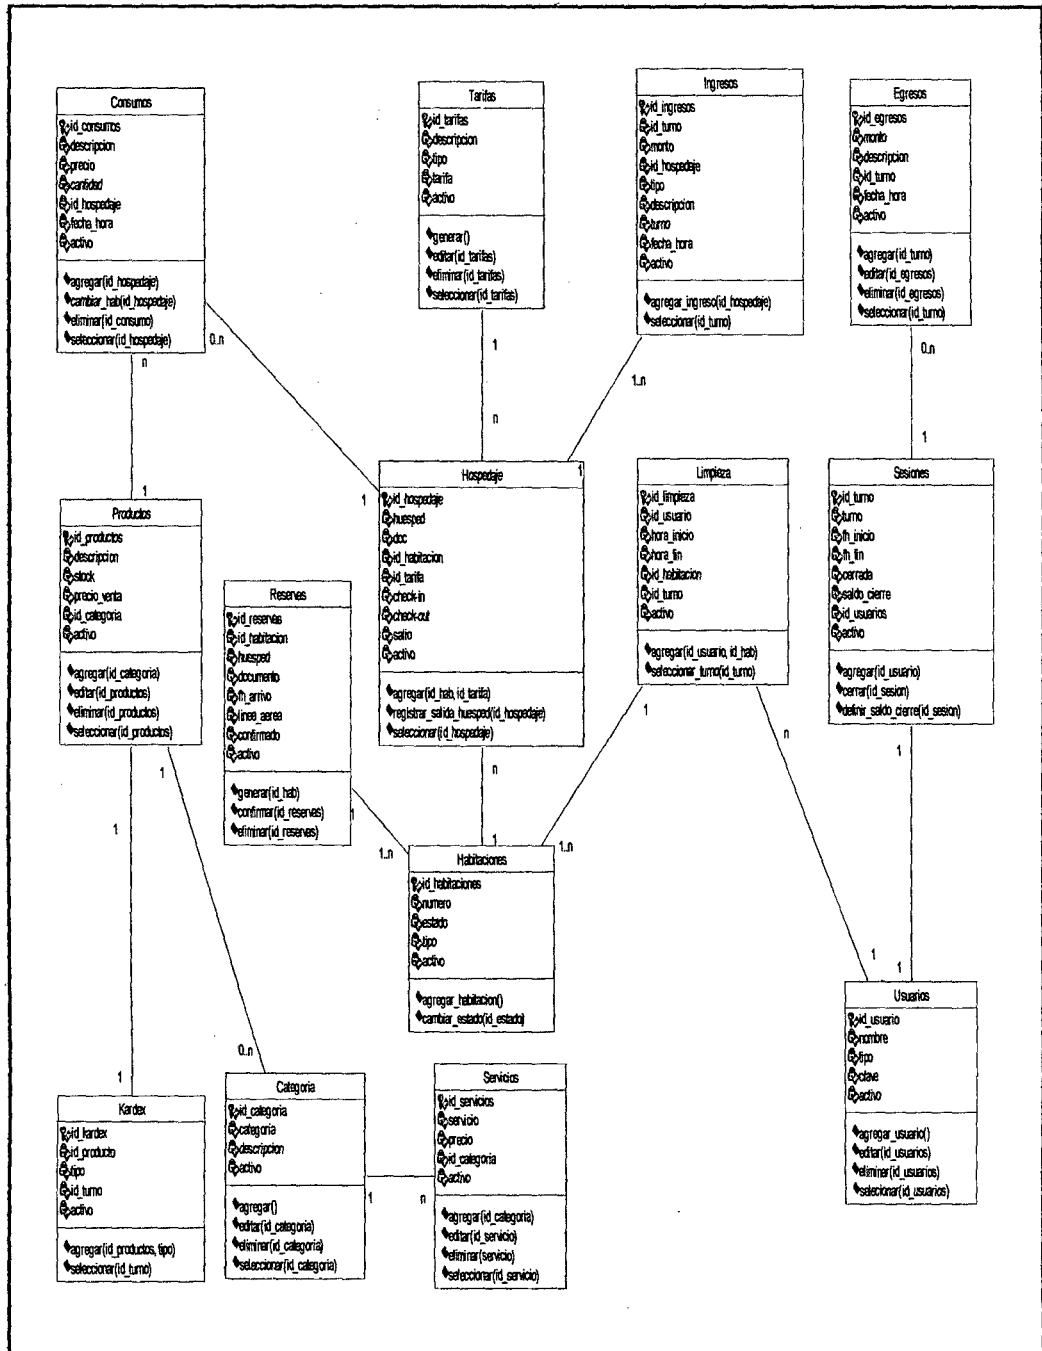 Consumos
id_consumos
descripcion
precio
cantidad
id_hospedaje
fecha_hora
activo
agregar(id_hospedaje)
cambiar_hab(id_hospedaje)
eliminar(id_consumo)
seleccionar(id_hospedaje)
Tarifas
id_tarifas
descripcion
tipo
tarifa
activo
generar()
editar(id_tarifas)
eliminar(id_tarifas)
seleccionar(id_tarifas)
Ingresos
id_ingresos
id_turno
monto
id_hospedaje
tipo
descripcion
turno
fecha_hora
activo
agregar_ingreso(id_hospedaje)
seleccionar(id_turno)
Egresos
id_egresos
monto
descripcion
id_turno
fecha_hora
activo
agregar(id_turno)
editar(id_egresos)
eliminar(id_egresos)
seleccionar(id_turno)
0..n
n
1
1
n
1..n
1
0..n
1
1
Productos
id_productos
descripcion
stock
precio_venta
id_categoria
activo
agregar(id_categoria)
editar(id_productos)
eliminar(id_productos)
seleccionar(id_productos)
Reservas
id_reservas
id_habitacion
huesped
documento
fh_arrivo
linea_aerea
confirmado
activo
generar(id_hab)
confirmar(id_reservas)
eliminar(id_reservas)
Hospedaje
id_hospedaje
huesped
doc
id_habitacion
id_tarifa
check-in
check-out
salio
activo
agregar(id_hab, id_tarifa)
registrar_salida_huesped(id_hospedaje)
seleccionar(id_hospedaje)
Limpieza
id_limpieza
id_usuario
hora_inicio
hora_fin
id_habitacion
id_turno
activo
agregar(id_usuario, id_hab)
seleccionar_turno(id_turno)
Sesiones
id_turno
turno
fh_inicio
fh_fin
cerrada
saldo_cierre
id_usuarios
activo
agregar(id_usuario)
cerrar(id_sesion)
definir_saldo_cierre(id_sesion)
1
1
1
1..n
n
1
1
1..n
n
1
1
1
Habitaciones
id_habitaciones
numero
estado
tipo
activo
agregar_habitacion()
cambiar_estado(id_estado)
Usuarios
id_usuario
nombre
tipo
clave
activo
agregar_usuario()
editar(id_usuarios)
eliminar(id_usuarios)
selecionar(id_usuarios)
0..n
1
Kardex
id_kardex
id_producto
tipo
id_turno
activo
agregar(id_productos, tipo)
seleccionar(id_turno)
Categoria
id_categoria
categoria
descripcion
activo
agregar()
editar(id_categoria)
eliminar(id_categoria)
seleccionar(id_categoria)
1
n
Servicios
id_servicios
servicio
precio
id_categoria
activo
agregar(id_categoria)
editar(id_servicio)
eliminar(servicio)
seleccionar(id_servicio)